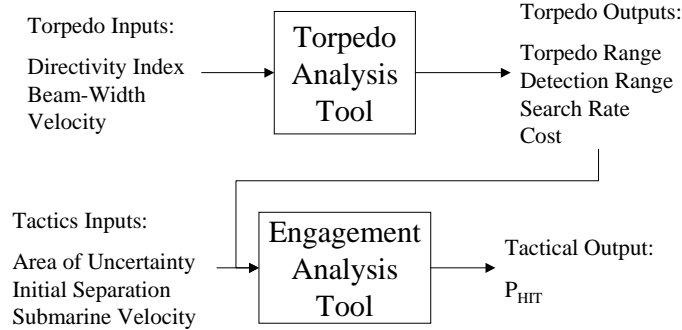 Torpedo Inputs:
Directivity Index
Beam-Width
Velocity
Torpedo
Analysis
Tool
Torpedo Outputs:
Torpedo Range
Detection Range
Search Rate
Cost
Tactics Inputs:
Area of Uncertainty
Initial Separation
Submarine Velocity
Engagement
Analysis
Tool
Tactical Output:
P_HIT